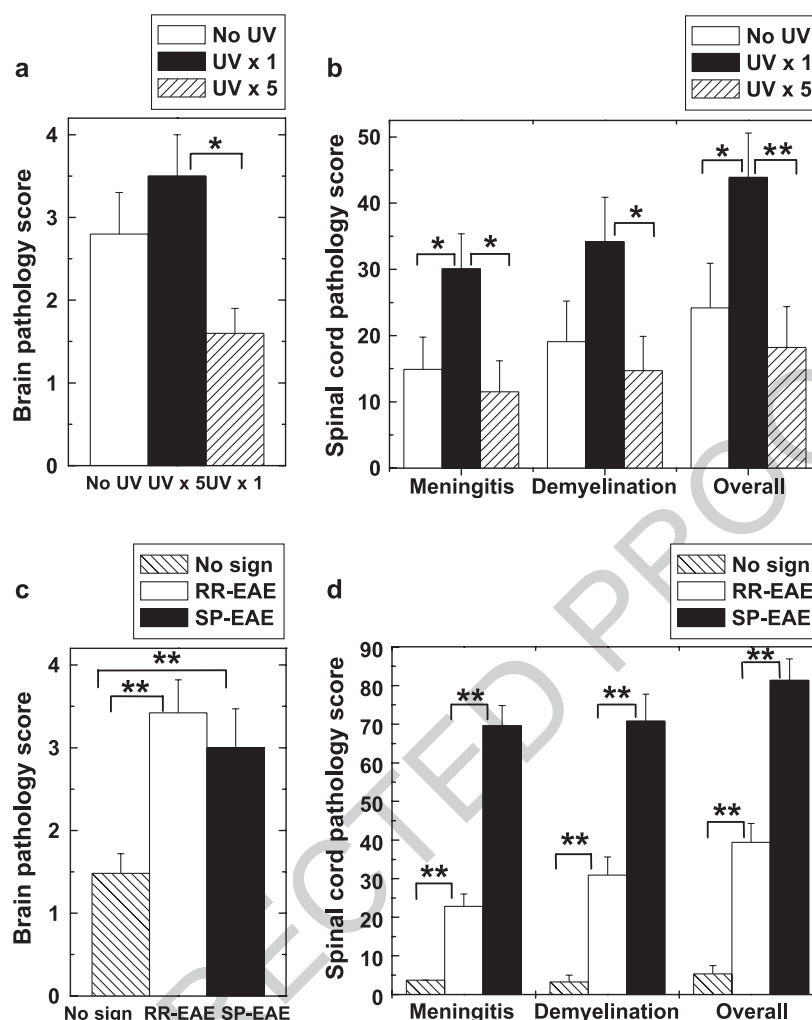 a
No UV
UV x 1
UV x 5
Brain pathology score
4
3
2
1
0
*
No UV UV x 5UV x 1
b
No UV
UV x 1
UV x 5
Spinal cord pathology score
50
40
30
20
10
0
* *
*
* **
Meningitis Demyelination Overall
c
No sign
RR-EAE
SP-EAE
Brain pathology score
4
3
2
1
0
**
**
No sign RR-EAE SP-EAE
d
No sign
RR-EAE
SP-EAE
Spinal cord pathology score
90
80
70
60
50
40
30
20
10
0
** **
** **
** **
Meningitis Demyelination Overall
ECTED PROO